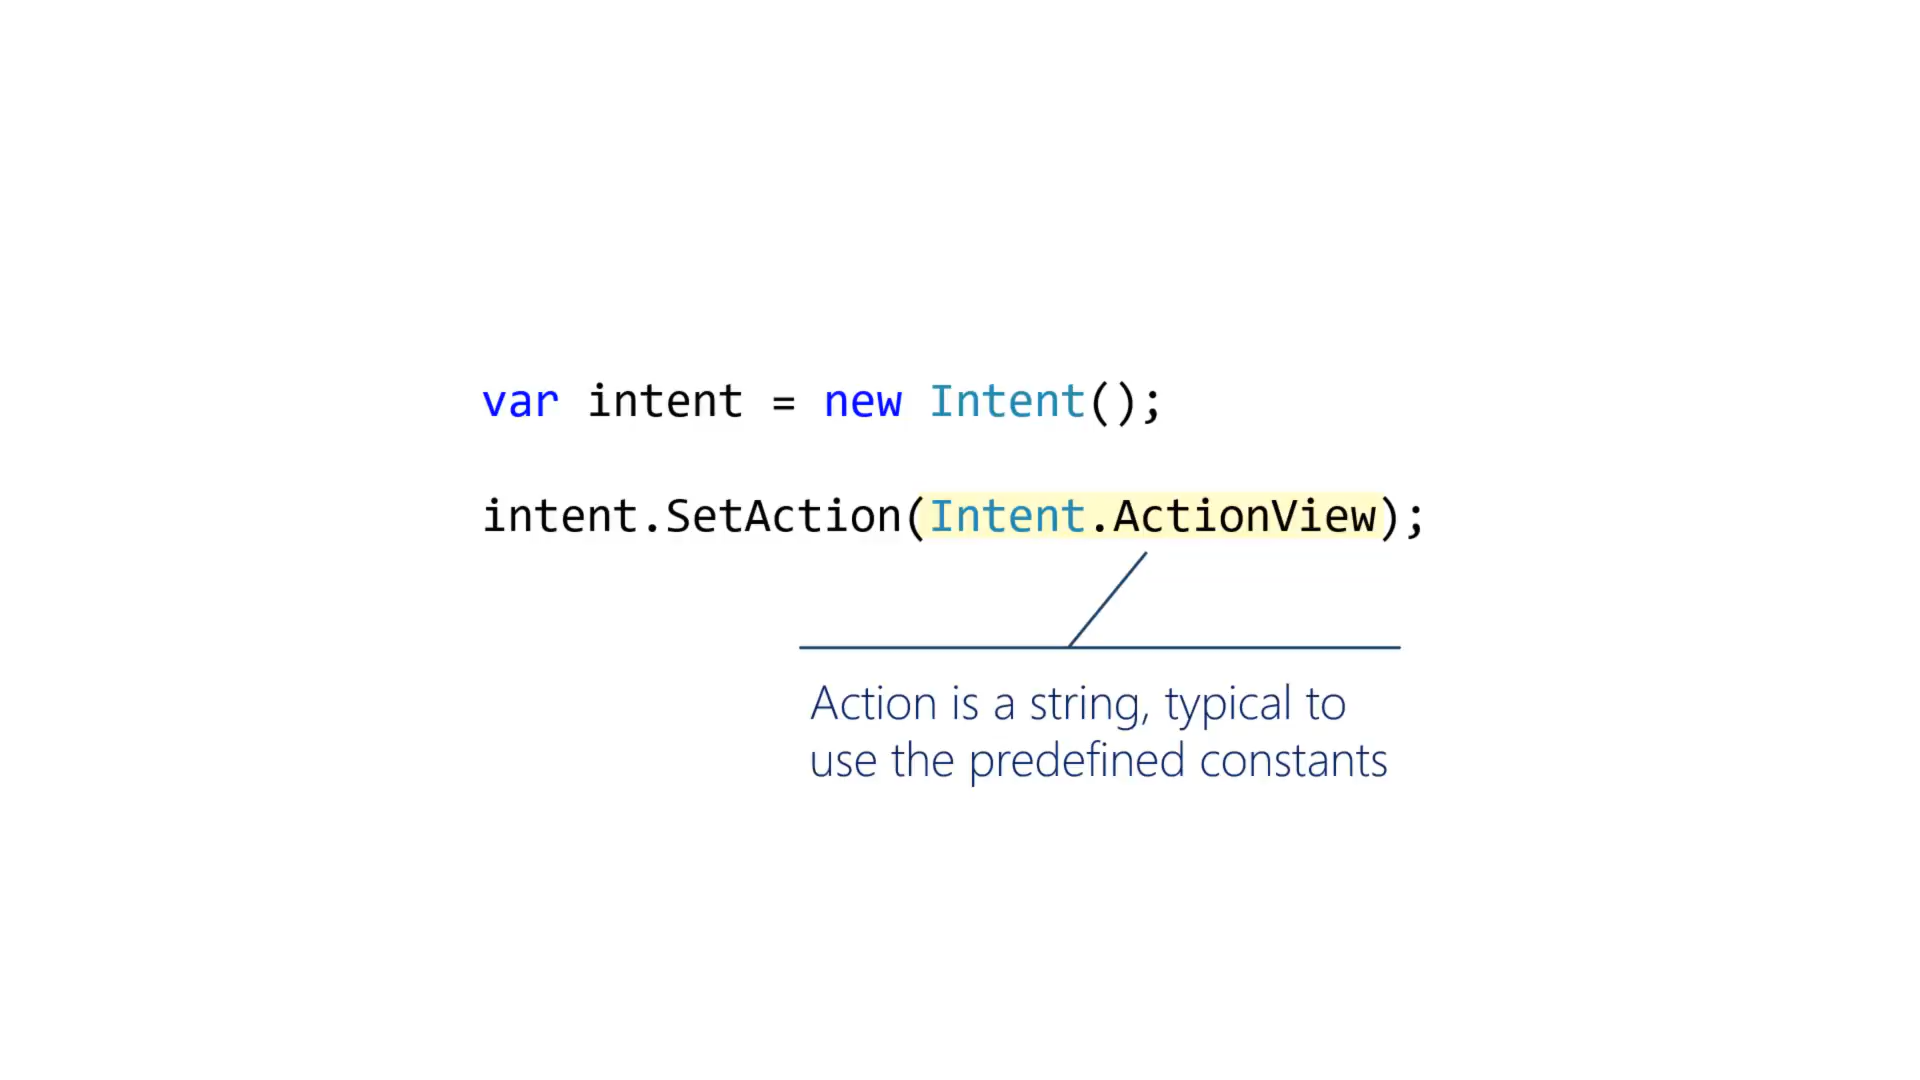 var intent = new Intent();
intent.SetAction(Intent.ActionView);
Action is a string, typical to
use the predefined constants